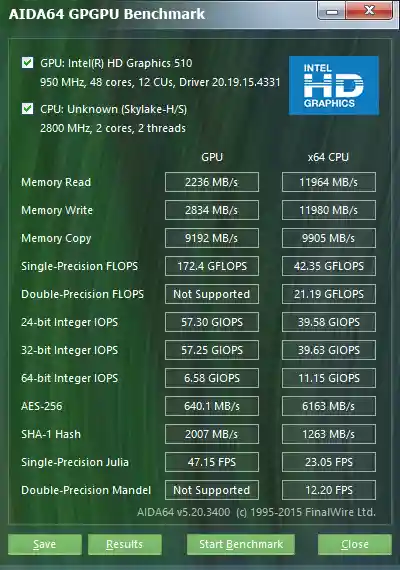 AIDA64 GPGPU Benchmark
GPU: Intel(R) HD Graphics 510
950 MHz, 48 cores, 12 CUs, Driver 20.19.15.4331
CPU: Unknown (Skylake-H/S)
2800 MHz, 2 cores, 2 threads
INTEL
HD
GRAPHICS
GPU x64 CPU
Memory Read 2236 MB/s 11964 MB/s
Memory Write 2834 MB/s 11980 MB/s
Memory Copy 9192 MB/s 9905 MB/s
Single-Precision FLOPS 172.4 GFLOPS 42.35 GFLOPS
Double-Precision FLOPS Not Supported 21.19 GFLOPS
24-bit Integer IOPS 57.30 GIOPS 39.58 GIOPS
32-bit Integer IOPS 57.25 GIOPS 39.63 GIOPS
64-bit Integer IOPS 6.58 GIOPS 11.15 GIOPS
AES-256 640.1 MB/s 6163 MB/s
SHA-1 Hash 2007 MB/s 1263 MB/s
Single-Precision Julia 47.15 FPS 23.05 FPS
Double-Precision Mandel Not Supported 12.20 FPS
AIDA64 v5.20.3400 (c) 1995-2015 FinalWire Ltd.
Save Results Start Benchmark Close